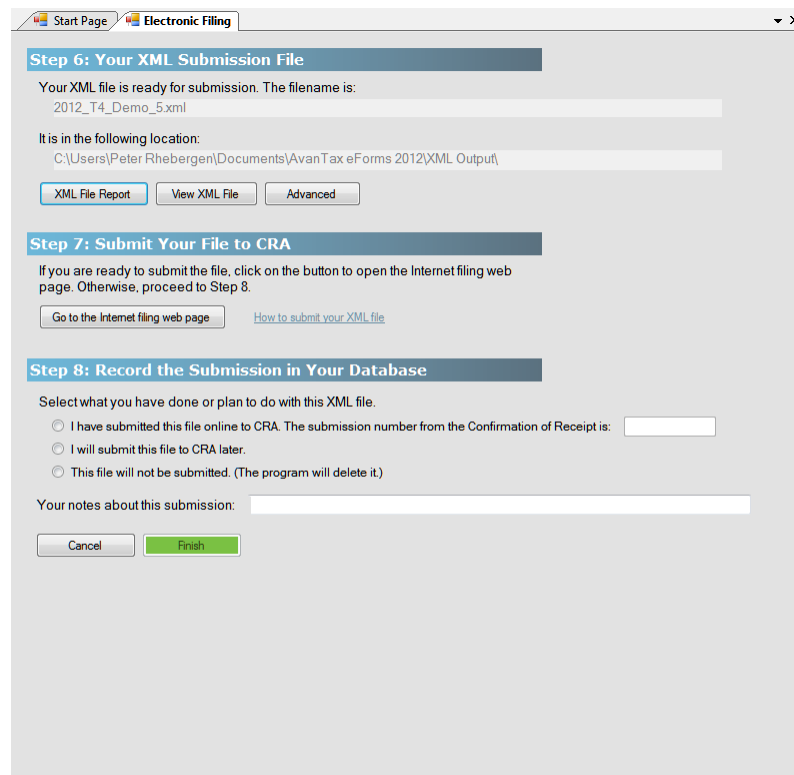 Start Page
Electronic Filing
Step 6: Your XML Submission File
Your XML file is ready for submission. The filename is:
2012_T4_Demo_5.xml
It is in the following location:
C:\Users\Peter Rhebergen\Documents\AvanTax eForms 2012\XML Output\
XML File Report
View XML File
Advanced
Step 7: Submit Your File to CRA
If you are ready to submit the file, click on the button to open the Internet filing web
page. Otherwise, proceed to Step 8.
Go to the Internet filing web page
How to submit your XML file
Step 8: Record the Submission in Your Database
Select what you have done or plan to do with this XML file.
I have submitted this file online to CRA. The submission number from the Confirmation of Receipt is:
I will submit this file to CRA later.
This file will not be submitted. (The program will delete it.)
Your notes about this submission:
Cancel
Finish